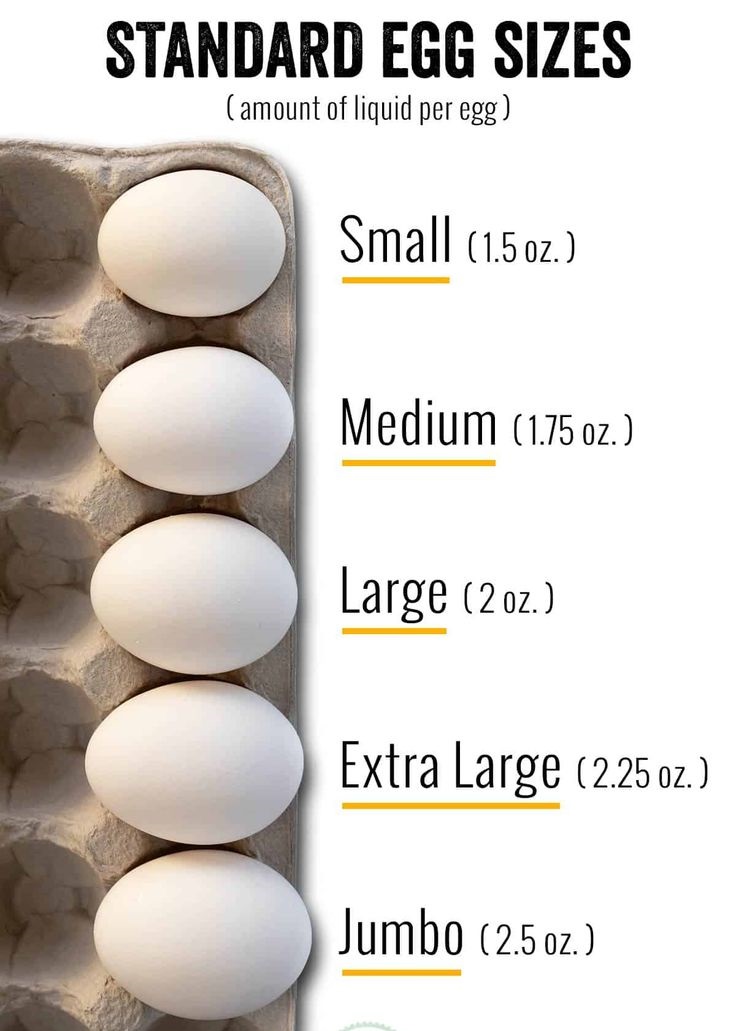 STANDARD EGG SIZES
( amount of liquid per egg )
Small ( 1.5 oz. )
Medium ( 1.75 oz. )
Large ( 2 oz. )
Extra Large ( 2.25 oz. )
Jumbo ( 2.5 oz. )